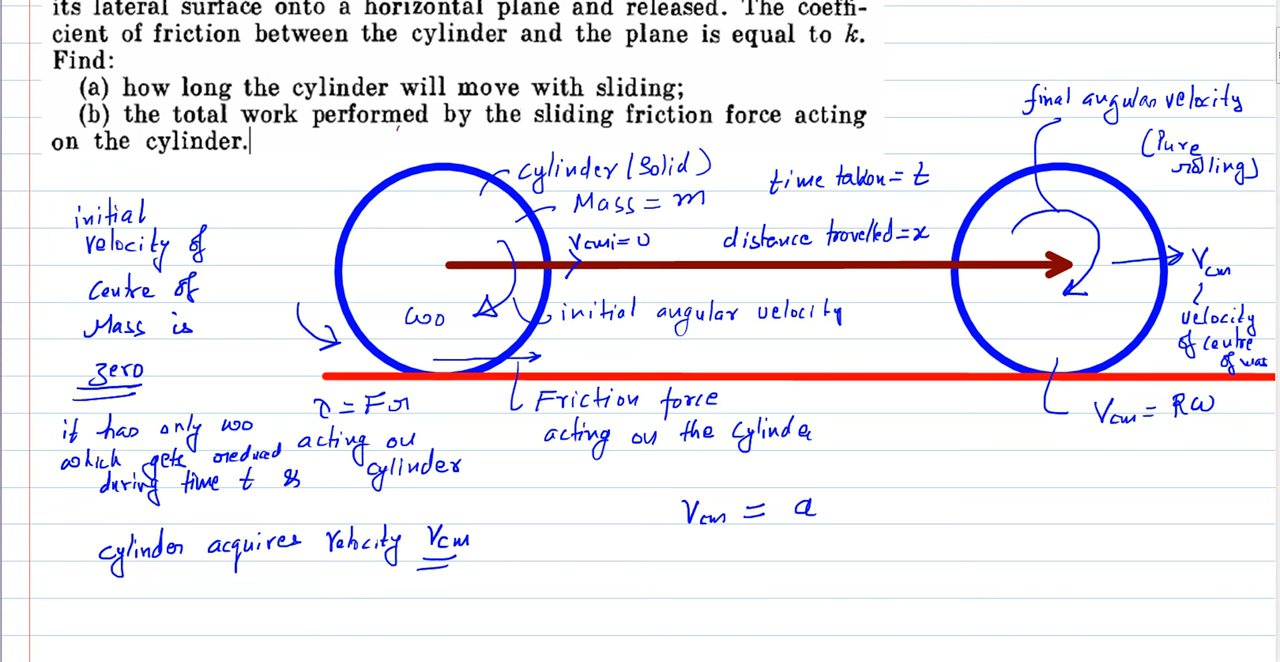 its lateral surface onto a horizontal plane and released. The coeffi-
cient of friction between the cylinder and the plane is equal to k.
Find:
(a) how long the cylinder will move with sliding;
(b) the total work performed by the sliding friction force acting
on the cylinder.
final angular velocity
(Pure
rolling)
cylinder (Solid)
Mass = m
time taken = t
initial
velocity of
centre of
Mass is
zero
Vcmi = 0
distance travelled = x
Vcm
velocity
of centre
of mas
ω0
initial angular velocity
τ = Fr
acting on
cylinder
Friction force
acting on the cylinder
Vcm = Rω
it has only ω0
which gets reduced
during time t &
cylinder acquires velocity Vcm
Vcm = a